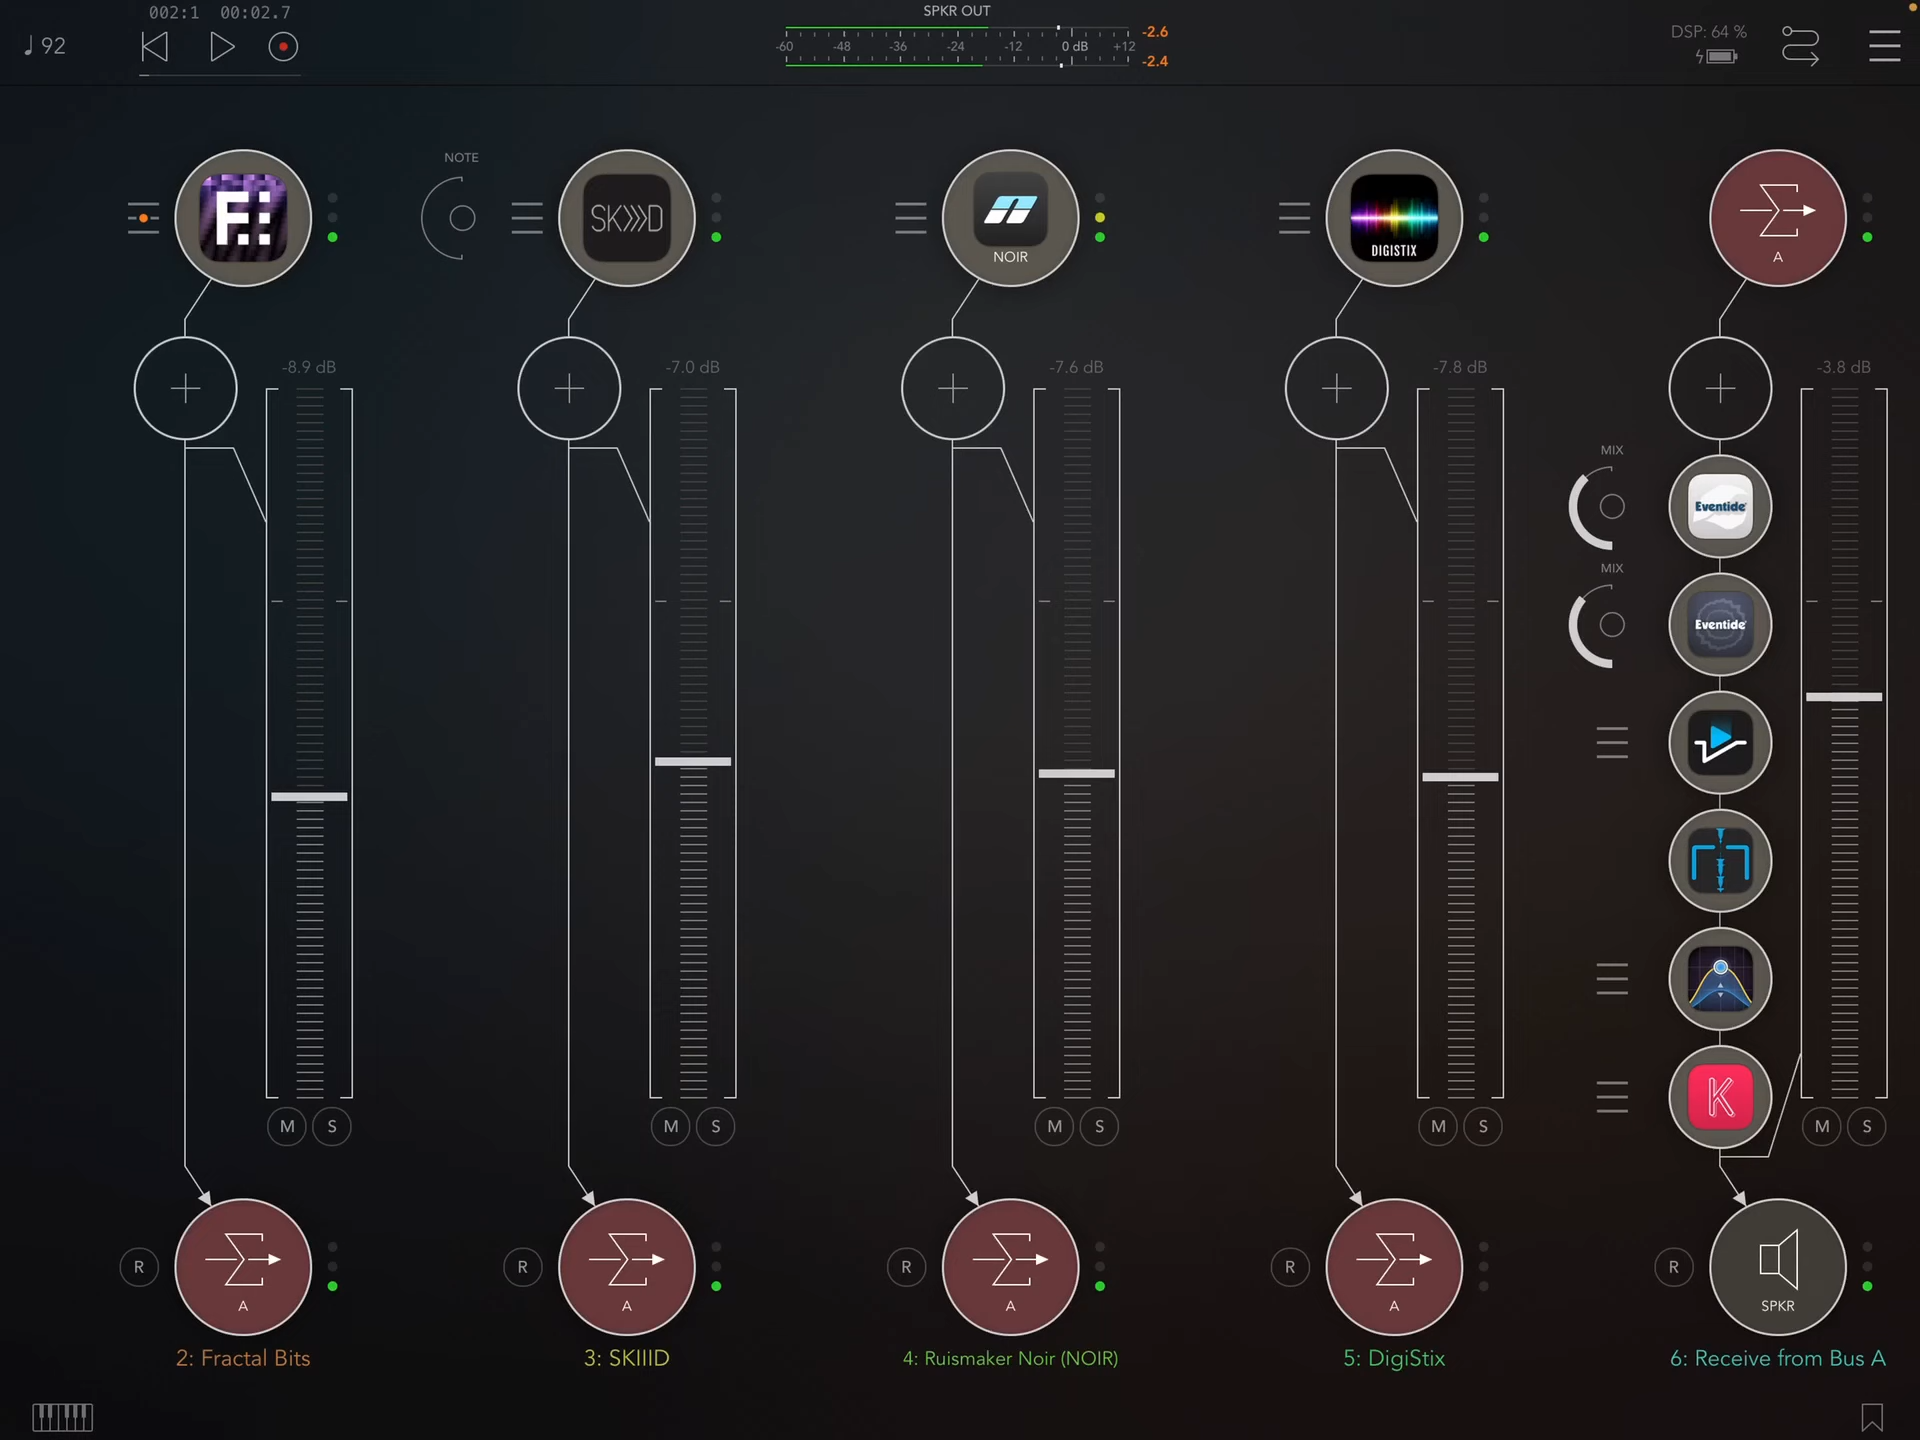 002:1 00:02.7
92
SPKR OUT
-60 -48 -36 -24 -12 0 dB +12
-2.6
-2.4
DSP: 64 %
NOTE
F
SK
NOIR
DIGISTIX
A
-8.9 dB
-7.0 dB
-7.6 dB
-7.8 dB
-3.8 dB
MIX
Eventide
MIX
Eventide
K
M S
M S
M S
M S
M S
R
A
R
A
R
A
R
A
R
SPKR
2: Fractal Bits
3: SKIIID
4: Ruismaker Noir (NOIR)
5: DigiStix
6: Receive from Bus A